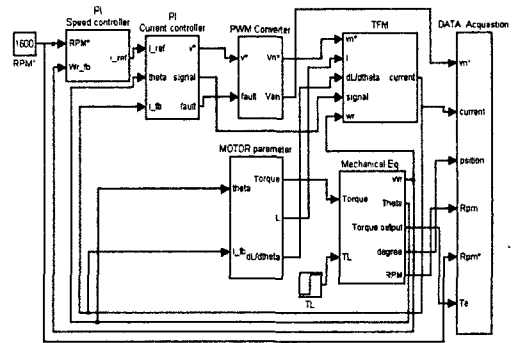 PI
Speed controller
RPM*
Wr_fb
i_ref
1600
RPM*
PI
Current controller
i_ref
theta
i_fb
v*
signal
fault
PWM Converter
v*
fault
Vn*
Van
TFM
vn*
i
dL/dtheta
signal
wr
current
DATA Acquastion
vn*
current
psition
Rpm
Rpm*
Te
MOTOR parameter
theta
i_fb
Torque
L
dL/dtheta
Mechanical Eq
Torque
TL
Wr
Theta
Torque output
degree
RPM
TL